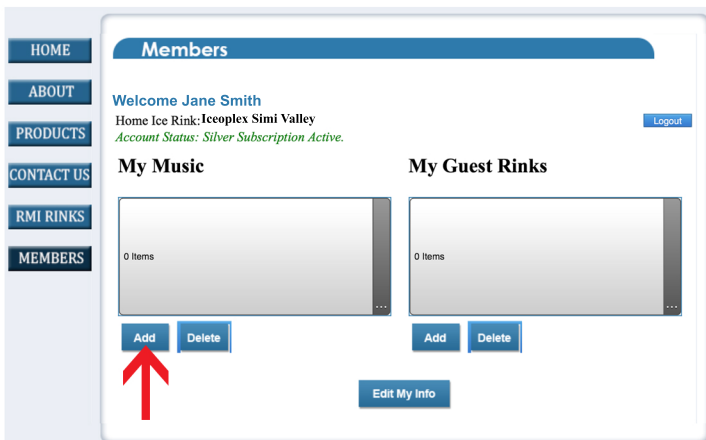 HOME
ABOUT
PRODUCTS
CONTACT US
RMI RINKS
MEMBERS
Members
Welcome Jane Smith
Home Ice Rink: Iceoplex Simi Valley
Logout
Account Status: Silver Subscription Active.
My Music
My Guest Rinks
0 Items
...
0 Items
...
Add Delete
Add Delete
Edit My Info